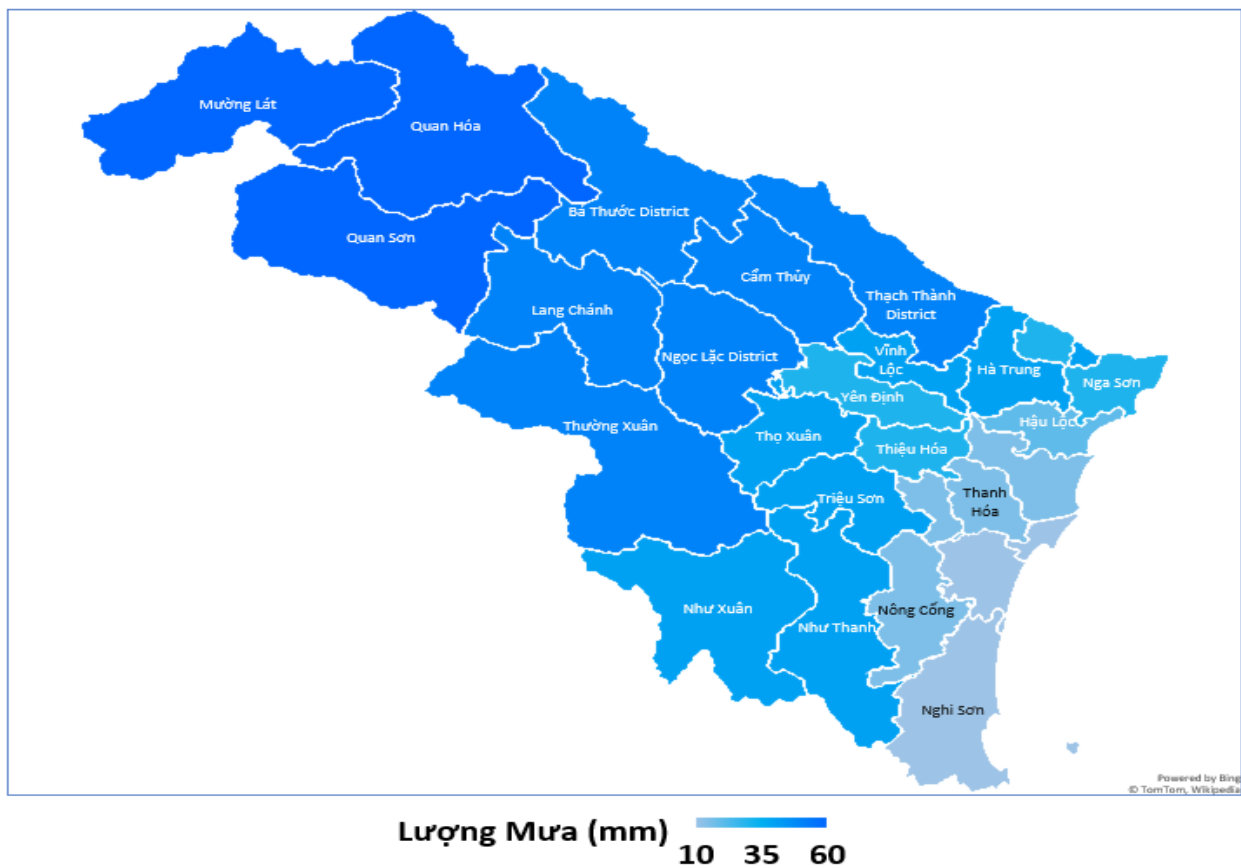 Mường Lát
Quan Hóa
Bá Thước District
Quan Sơn
Cẩm Thủy
Lang Chánh
Thạch Thành
District
Ngọc Lặc District
Vĩnh
Lộc
Hà Trung
Nga Sơn
Yên Định
Hậu Lộc
Thường Xuân
Thọ Xuân
Thiệu Hóa
Triệu Sơn
Thanh
Hóa
Như Xuân
Như Thanh
Nông Cống
Nghi Sơn
Powered by Bing
© TomTom, Wikipedia
Lượng Mưa (mm)
10 35 60